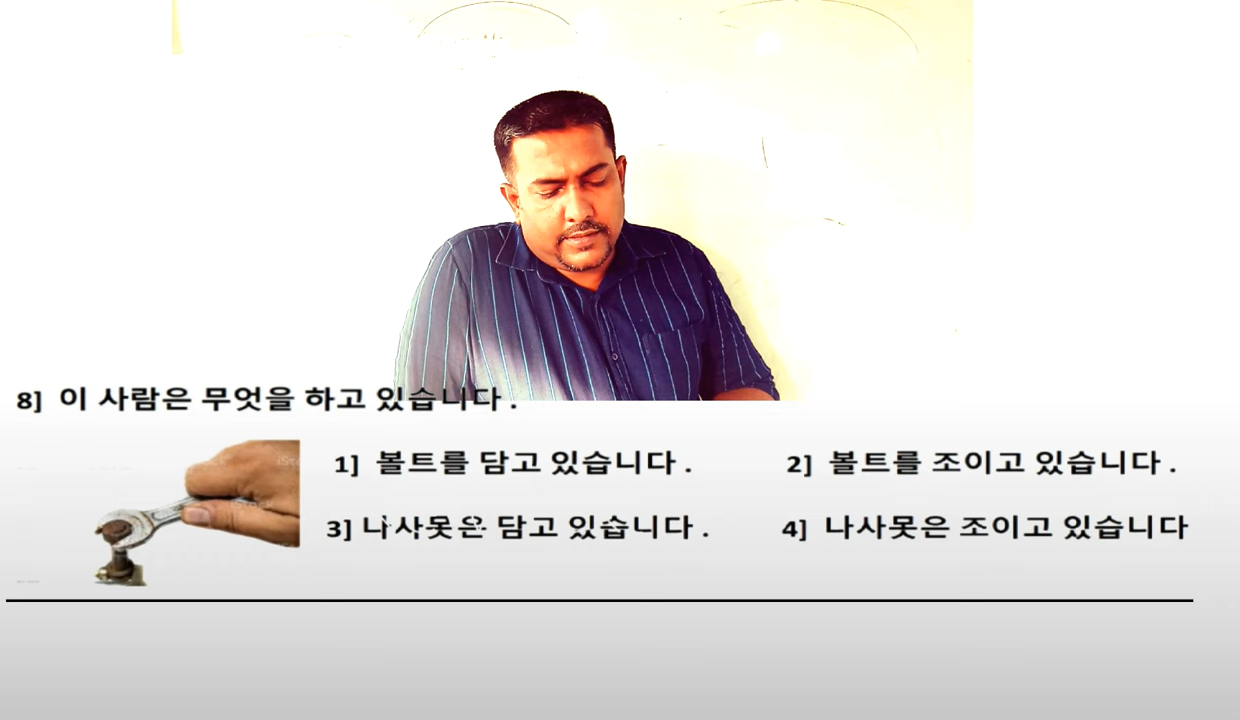 8] 이 사람은 무엇을 하고 있습니다 .
1] 볼트를 담고 있습니다 .
2] 볼트를 조이고 있습니다 .
3] 나사못은 담고 있습니다 .
4] 나사못은 조이고 있습니다